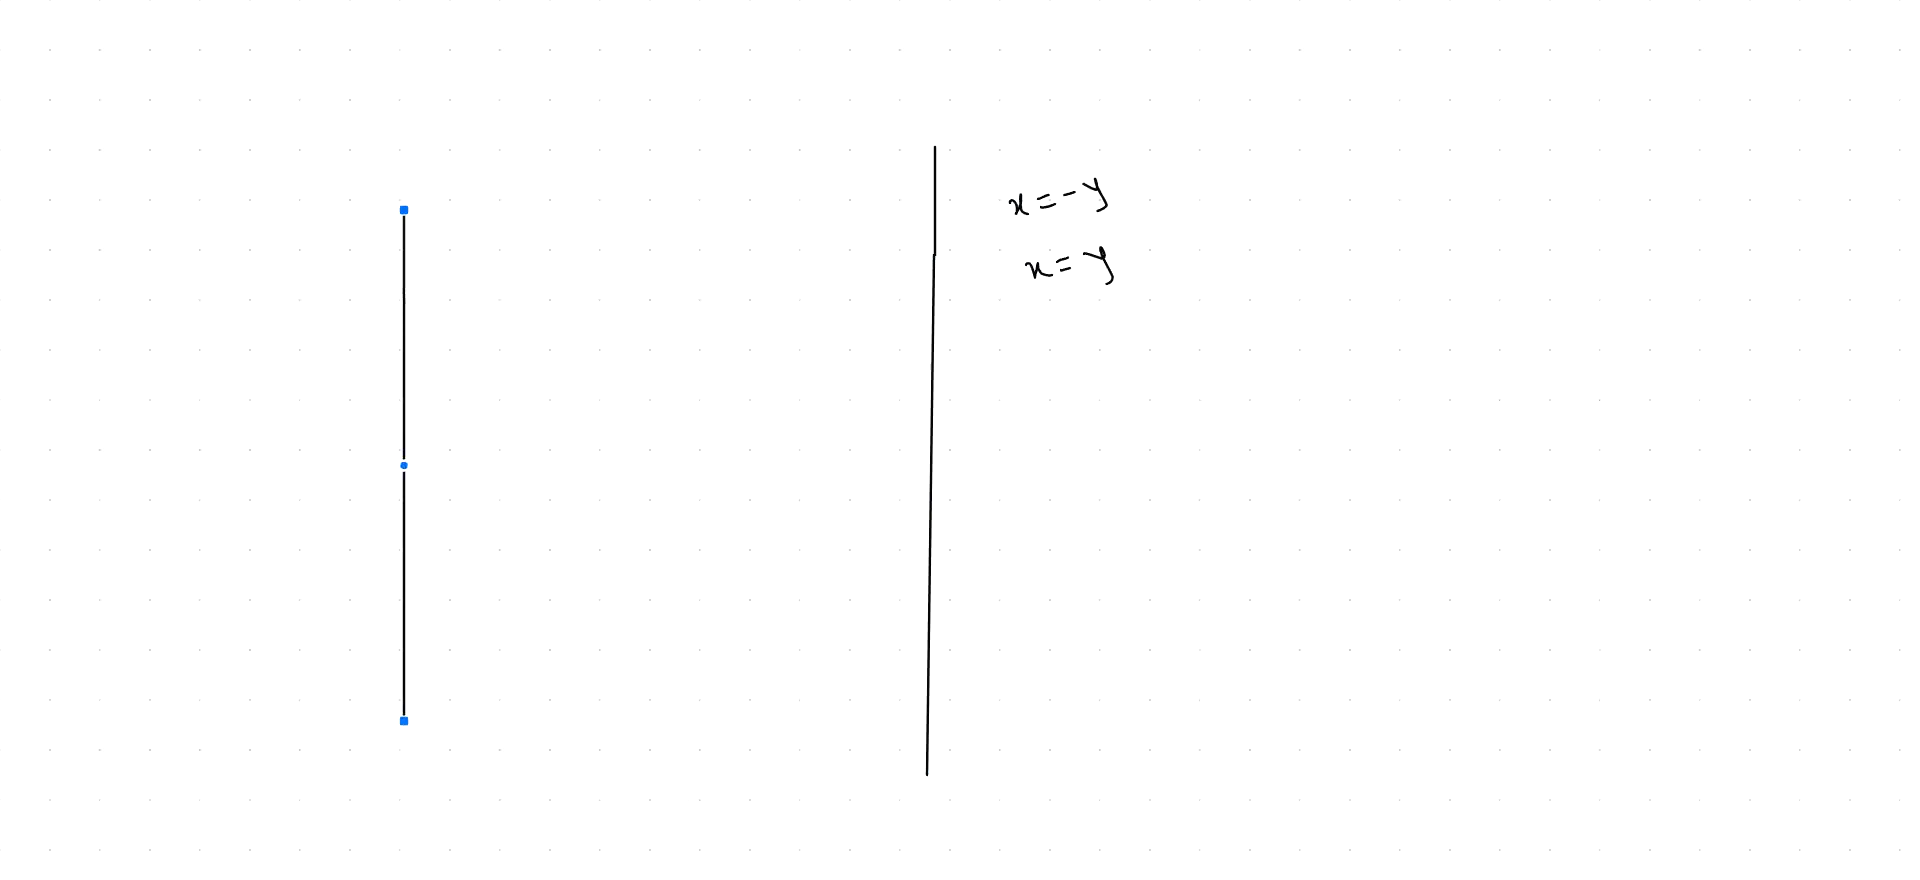 x = - y
x = y